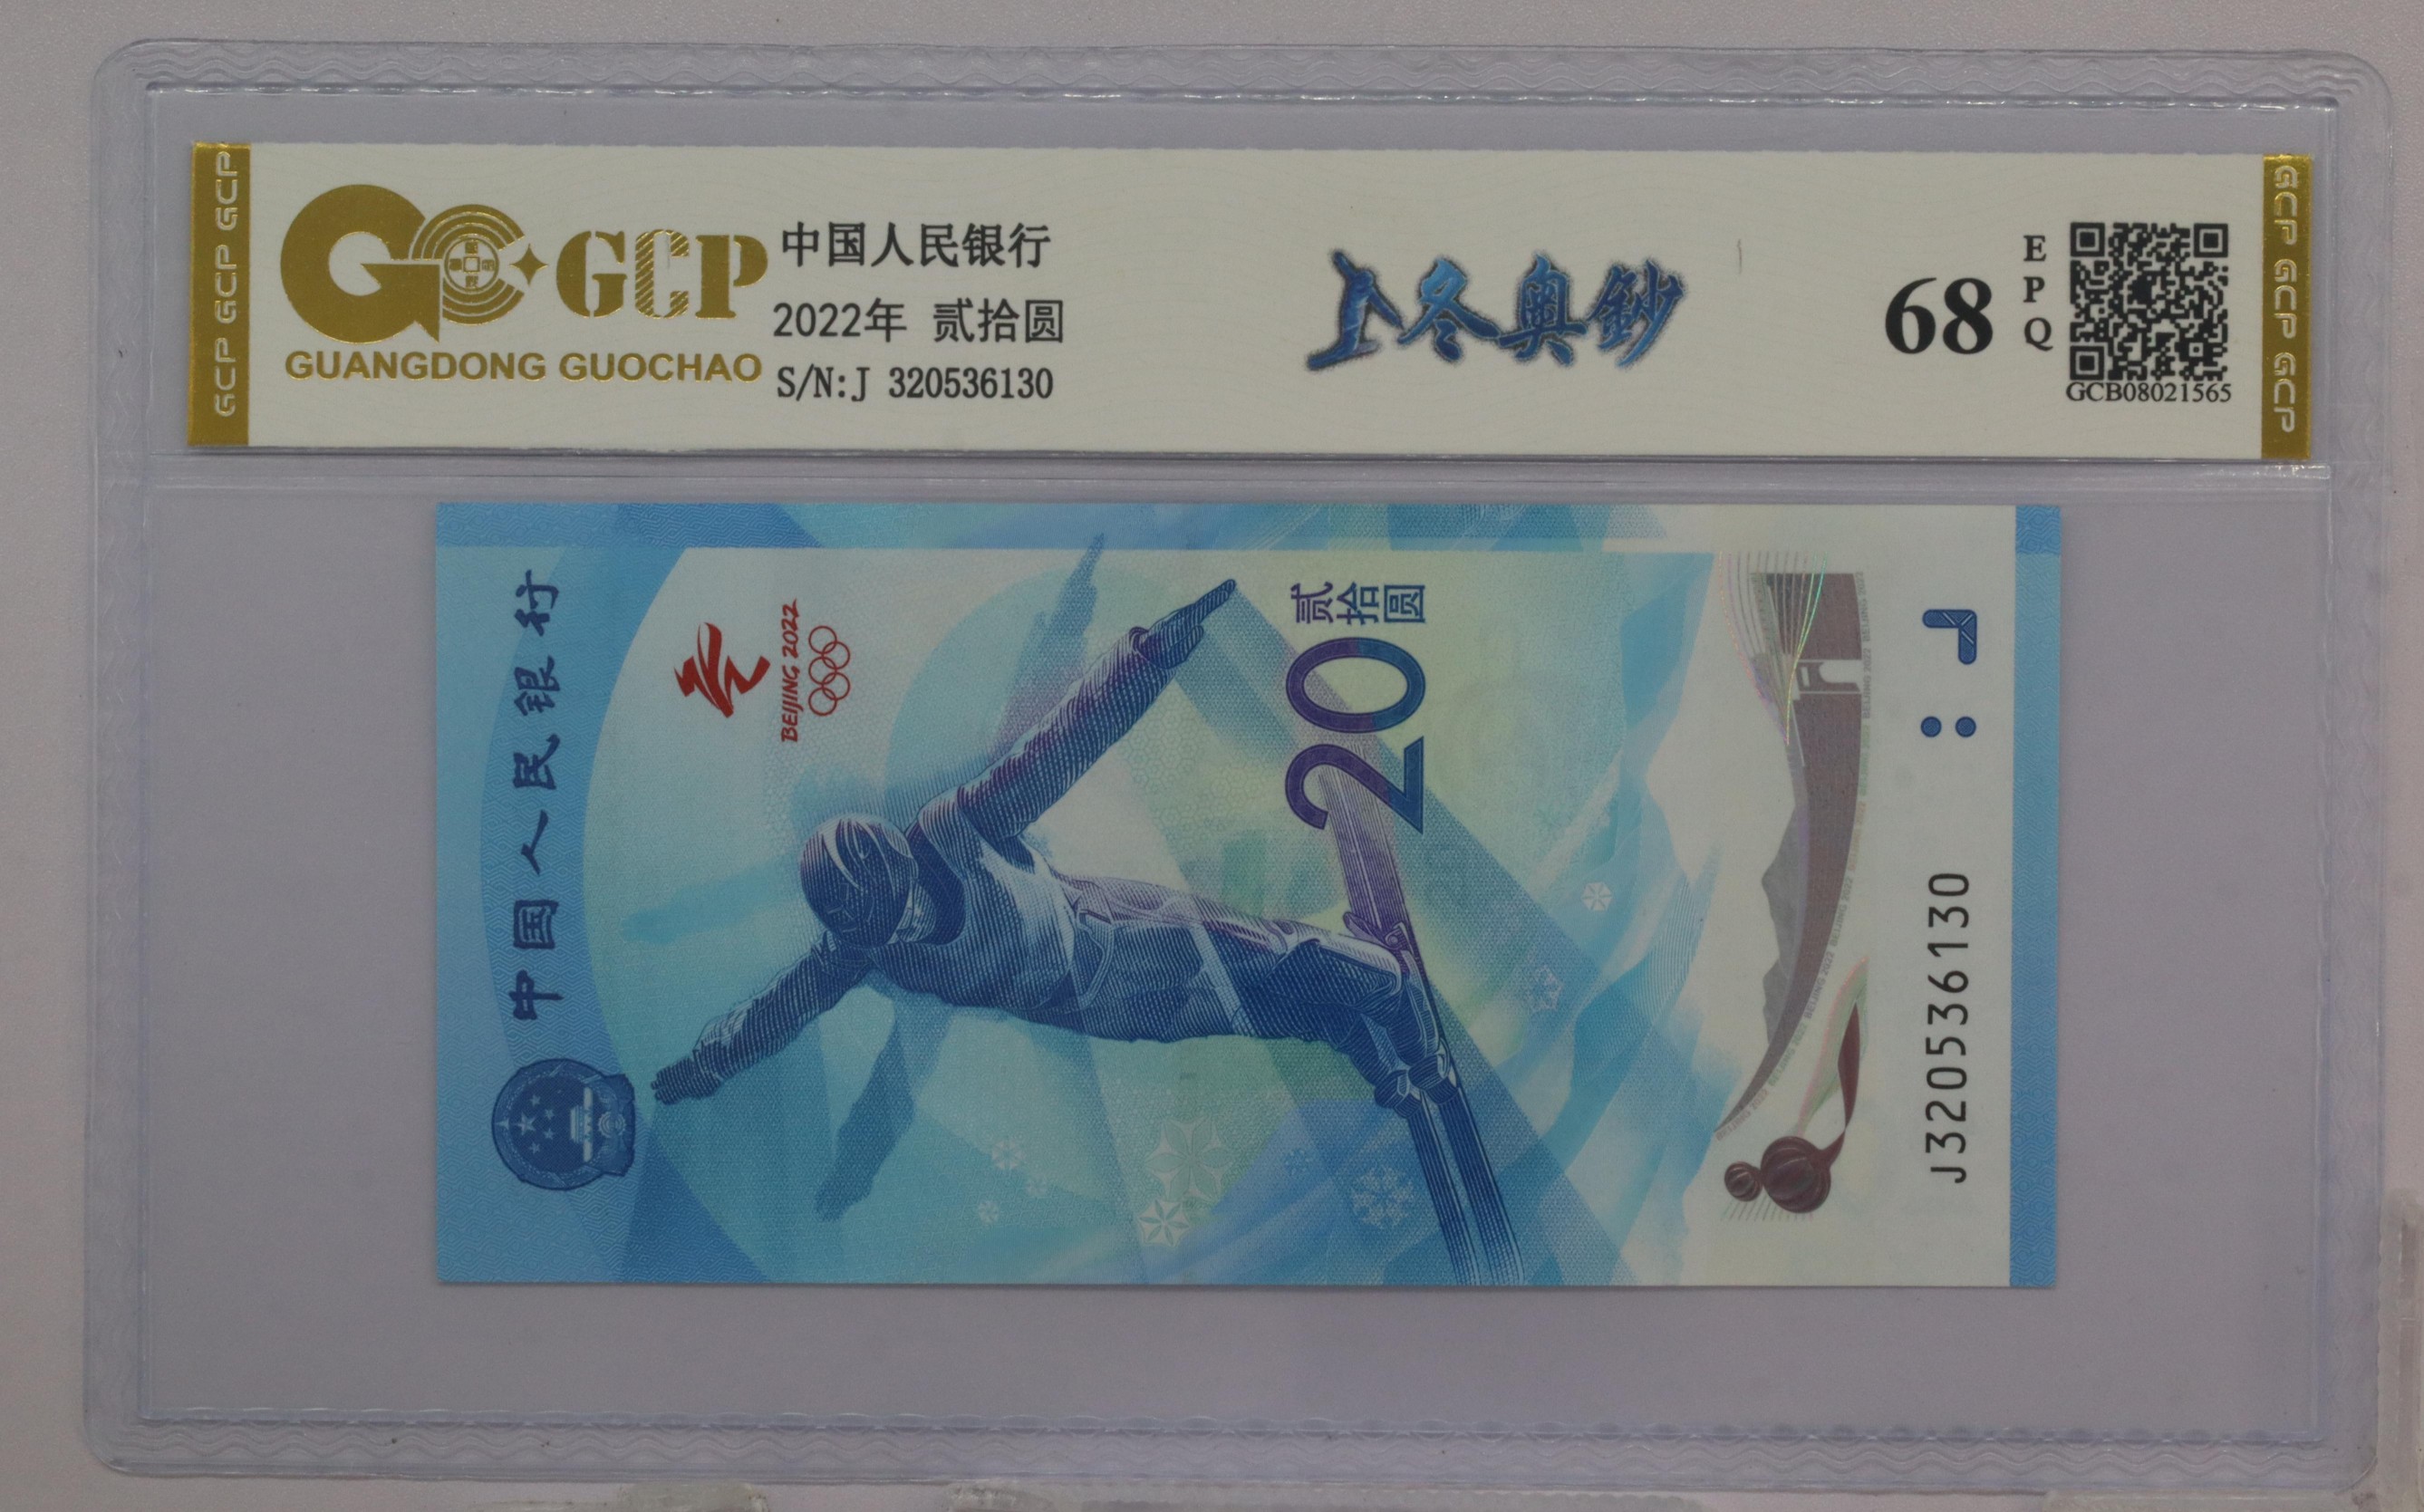 GCP GCP GCP
GCP
GUANGDONG GUOCHAO
中国人民银行
2022年 贰拾圆
S/N:J 320536130
冬奥鈔
68
EPQ
GCB08021565
GCP GCP GCP GCP
中国人民银行
BEIJING 2022
贰拾圆
20
J320536130